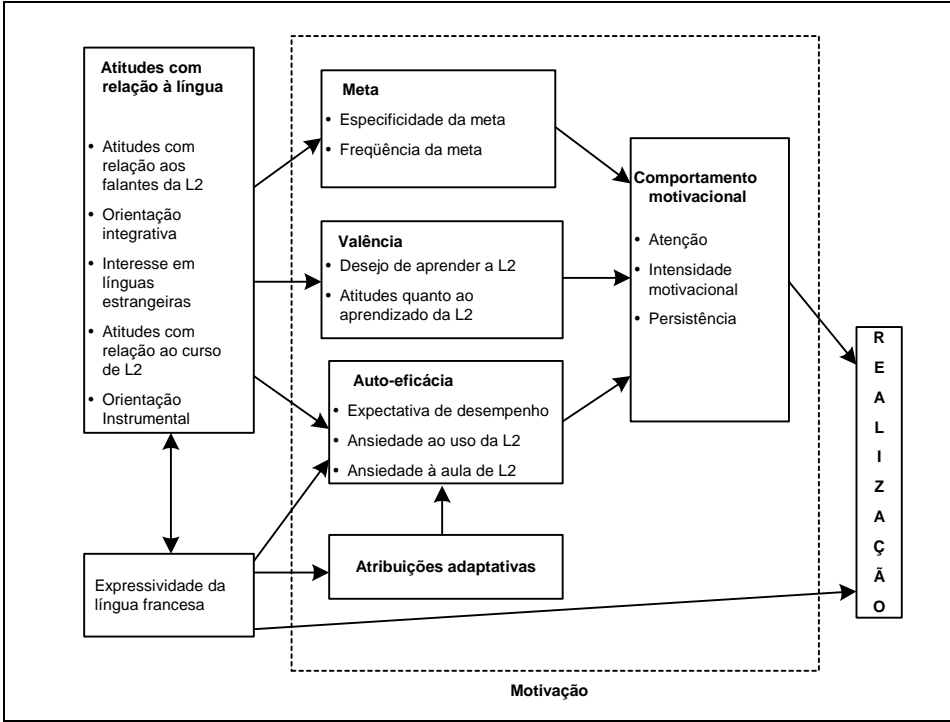 Atitudes com
relação à língua
• Atitudes com
relação aos
falantes da L2
• Orientação
integrativa
• Interesse em
línguas
estrangeiras
• Atitudes com
relação ao curso
de L2
• Orientação
Instrumental
Expressividade da
língua francesa
Meta
• Especificidade da meta
• Freqüência da meta
Valência
• Desejo de aprender a L2
• Atitudes quanto ao
aprendizado da L2
Auto-eficácia
• Expectativa de desempenho
• Ansiedade ao uso da L2
• Ansiedade à aula de L2
Atribuições adaptativas
Comportamento
motivacional
• Atenção
• Intensidade
motivacional
• Persistência
R
E
A
L
I
Z
A
Ç
Ã
O
Motivação